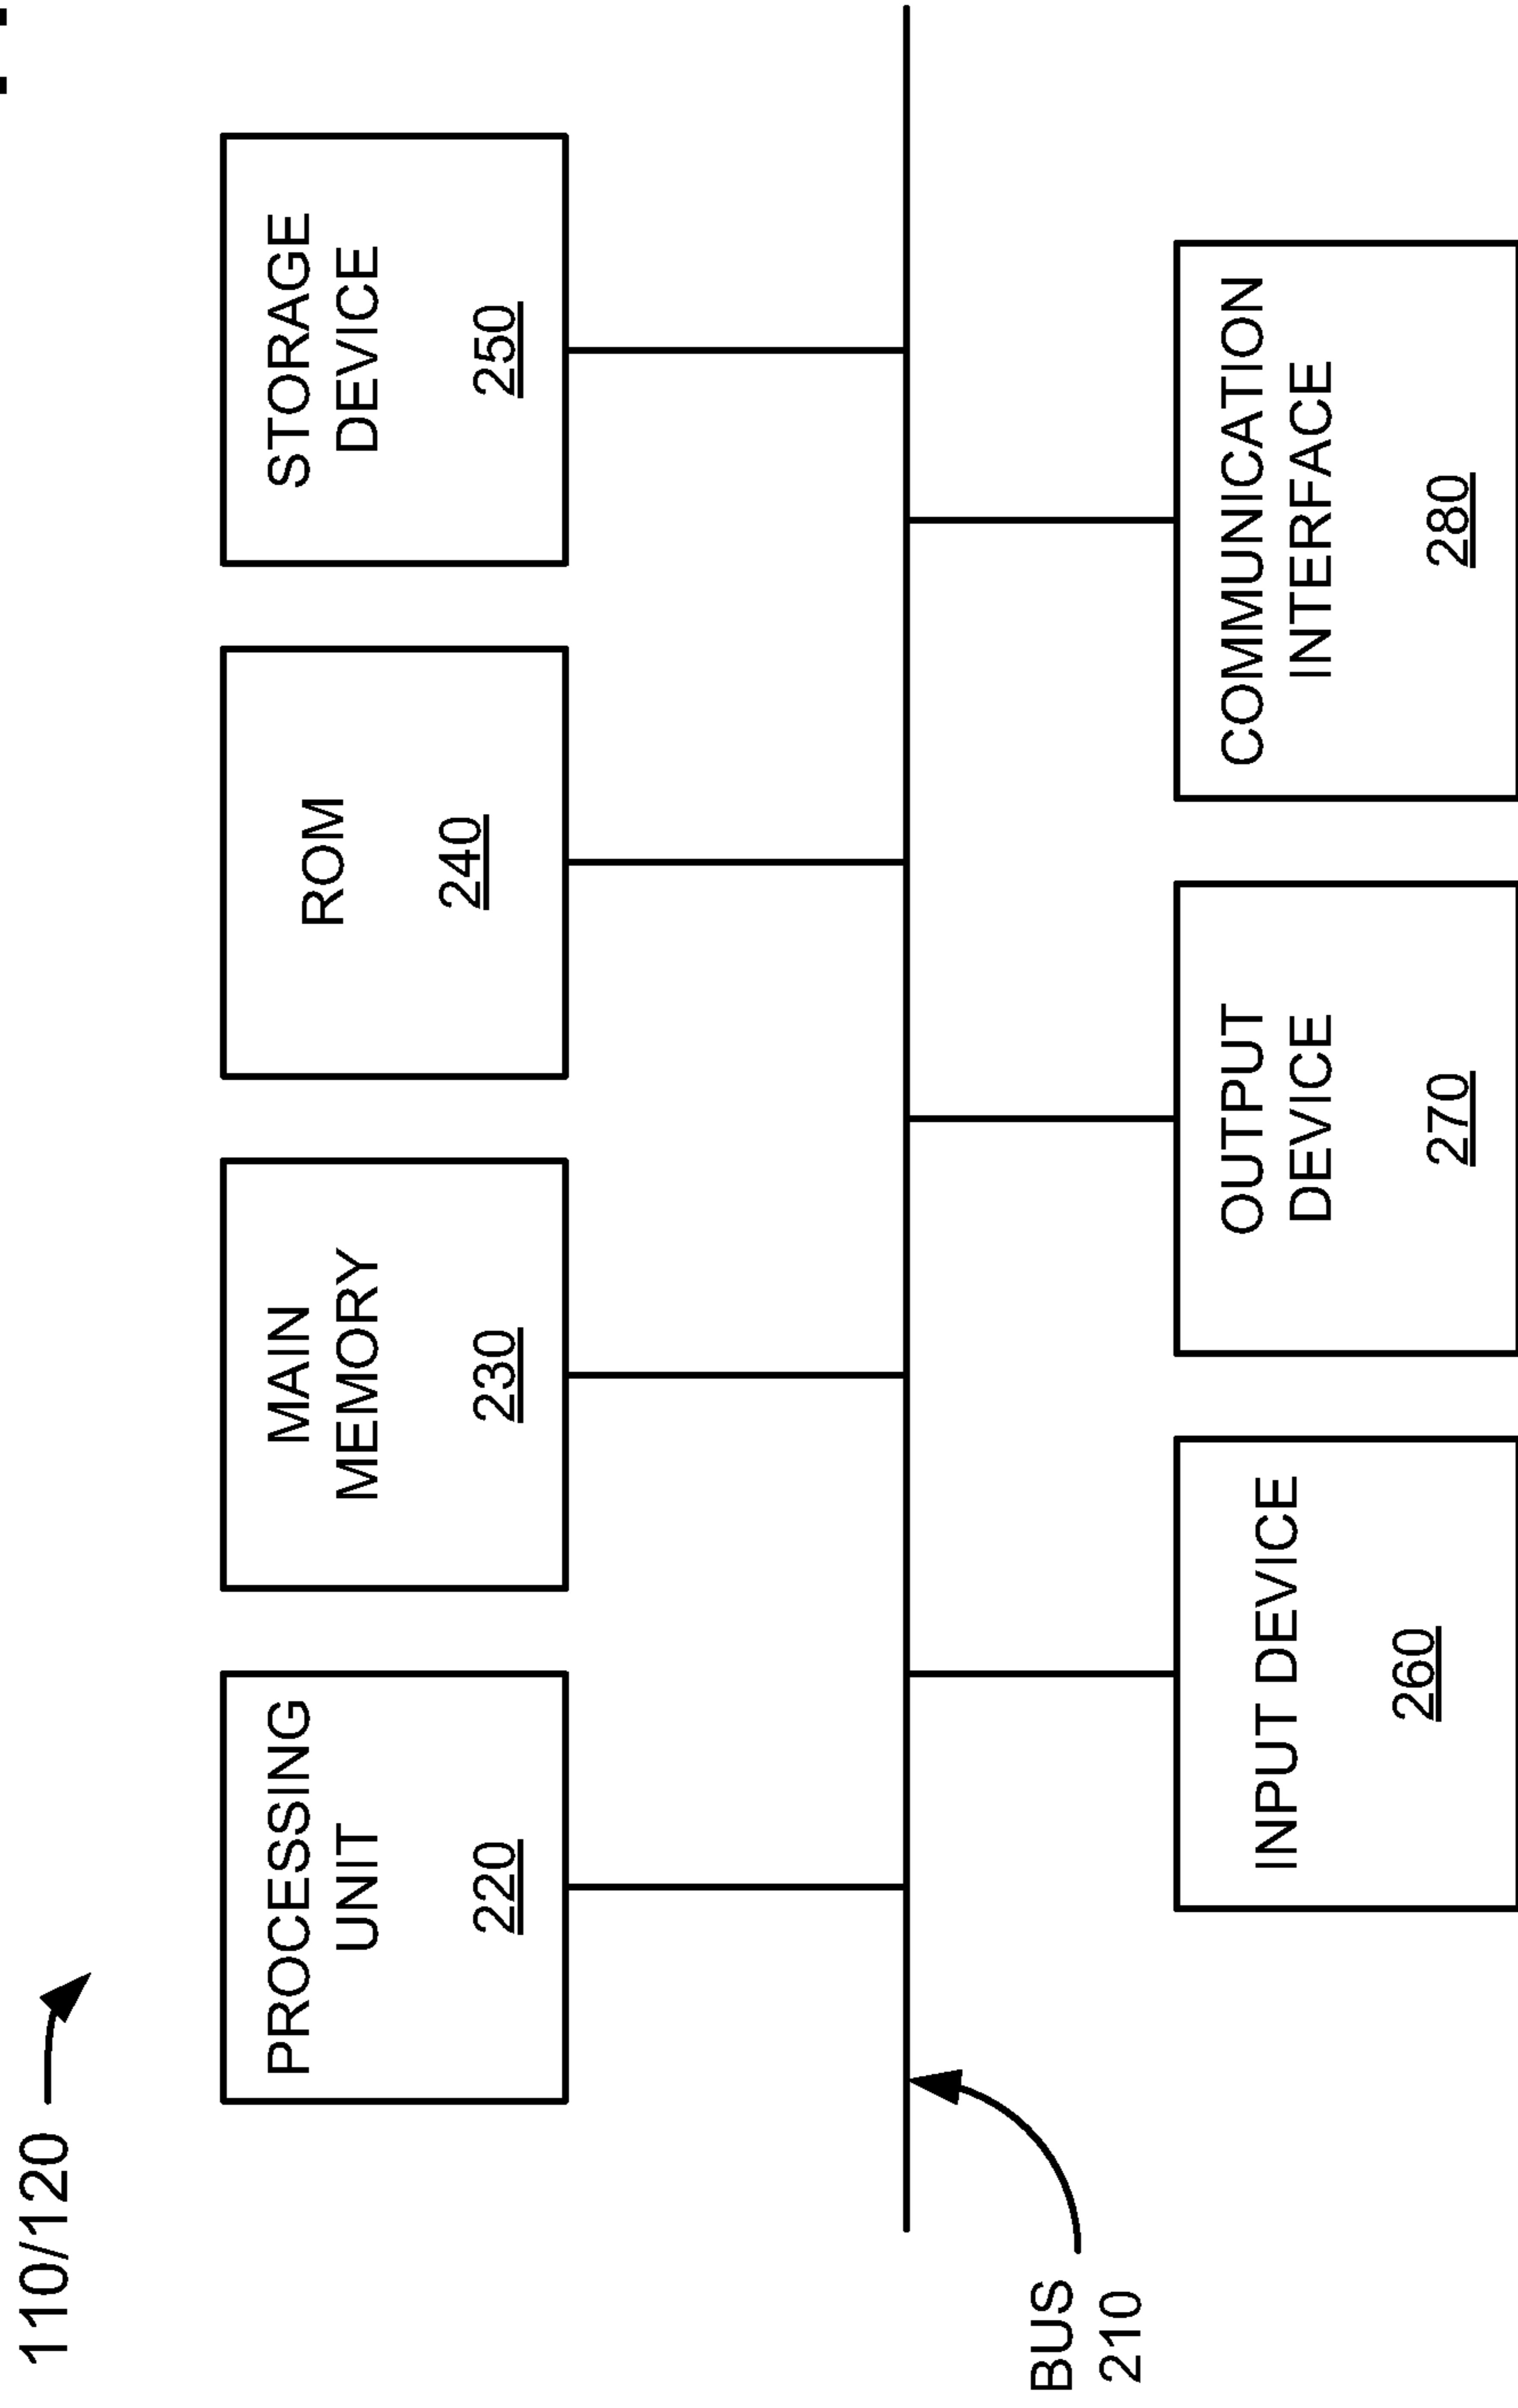 110/120
PROCESSING
UNIT
220
MAIN
MEMORY
230
ROM
240
STORAGE
DEVICE
250
BUS
210
INPUT DEVICE
260
OUTPUT
DEVICE
270
COMMUNICATION
INTERFACE
280